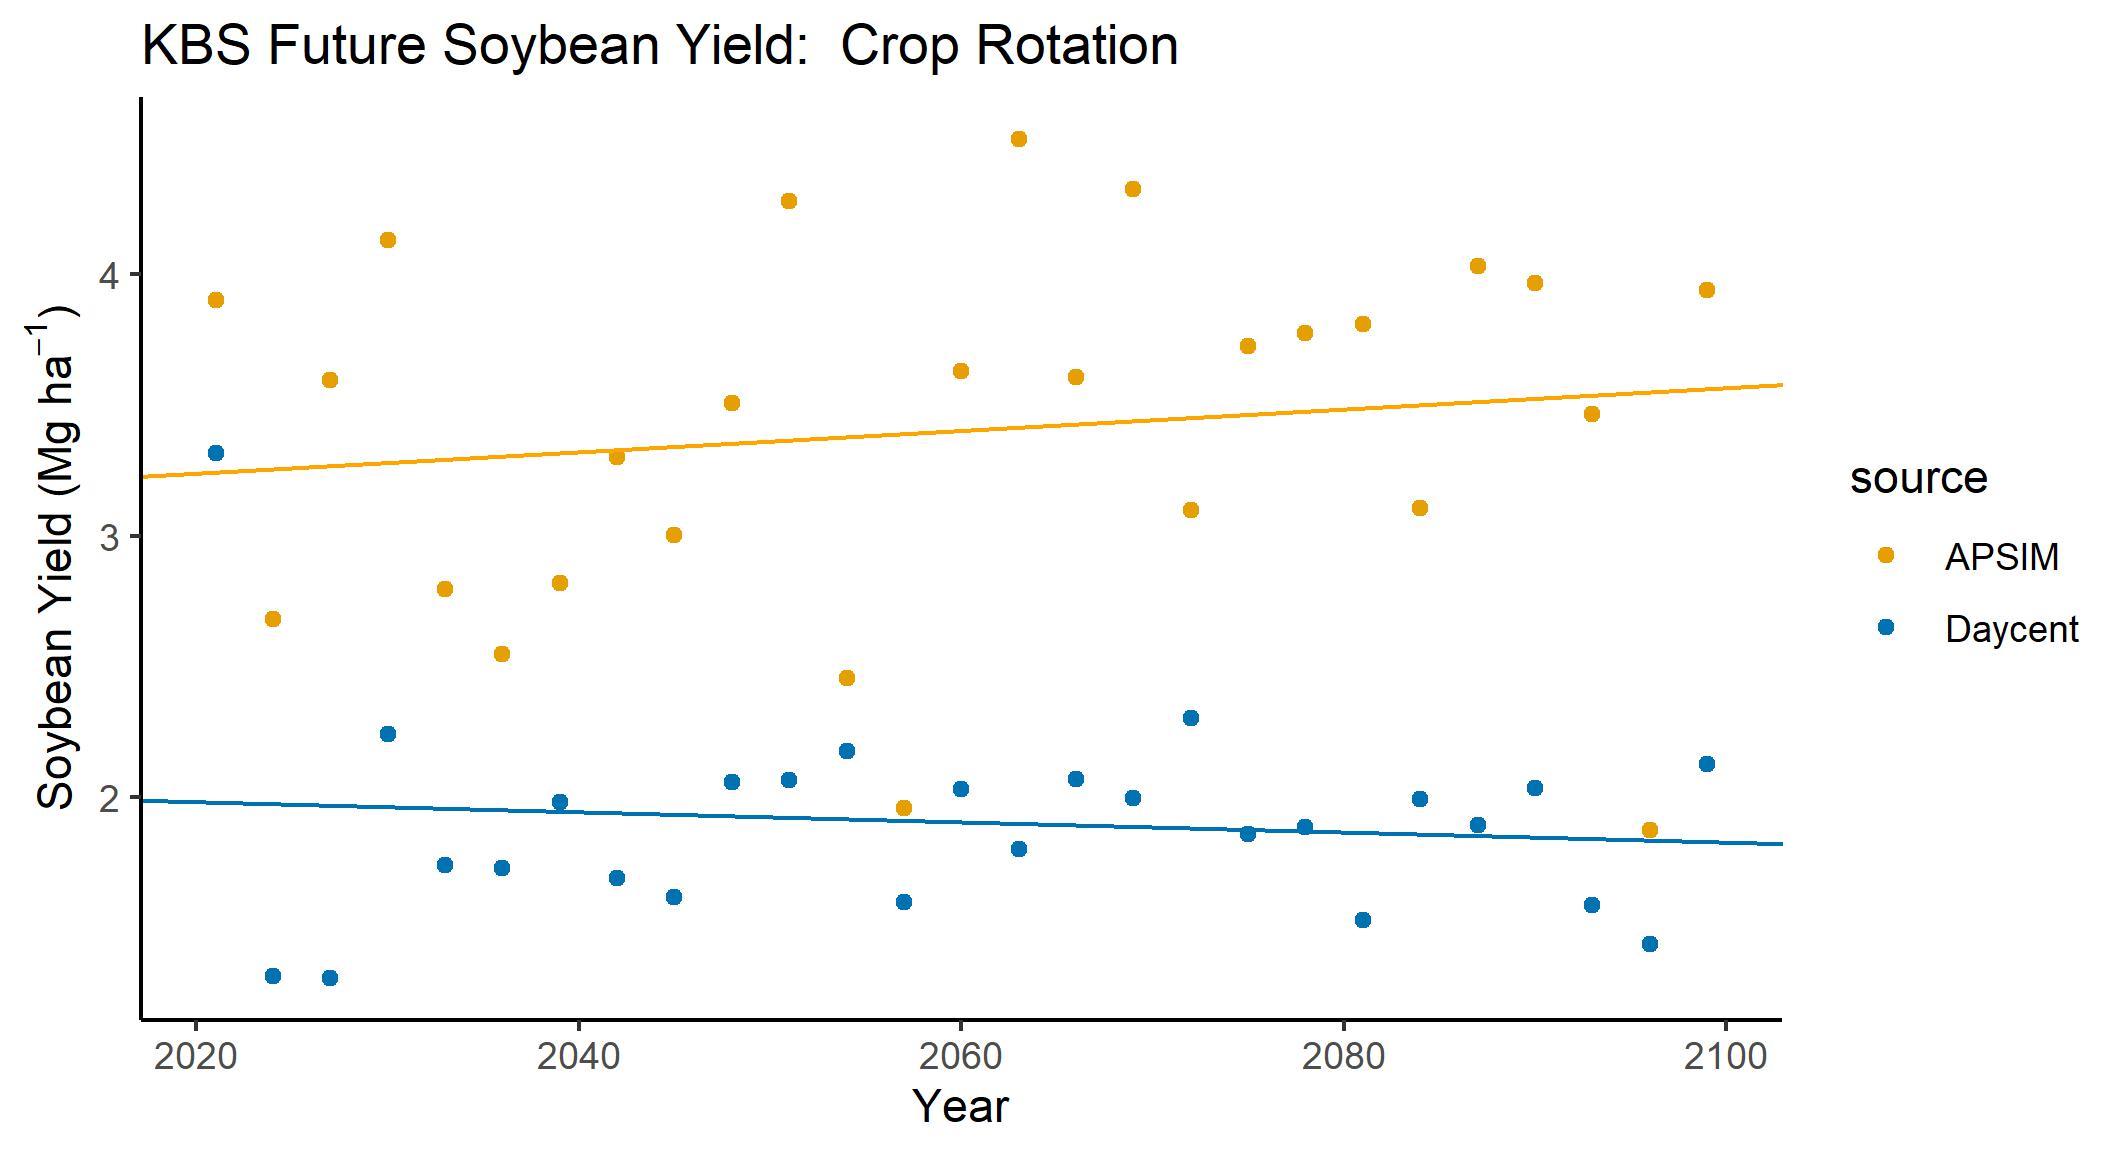 KBS Future Soybean Yield:  Crop Rotation
Soybean Yield (Mg ha⁻¹)
4
3
2
2020 2040 2060 2080 2100
Year
source
APSIM
Daycent